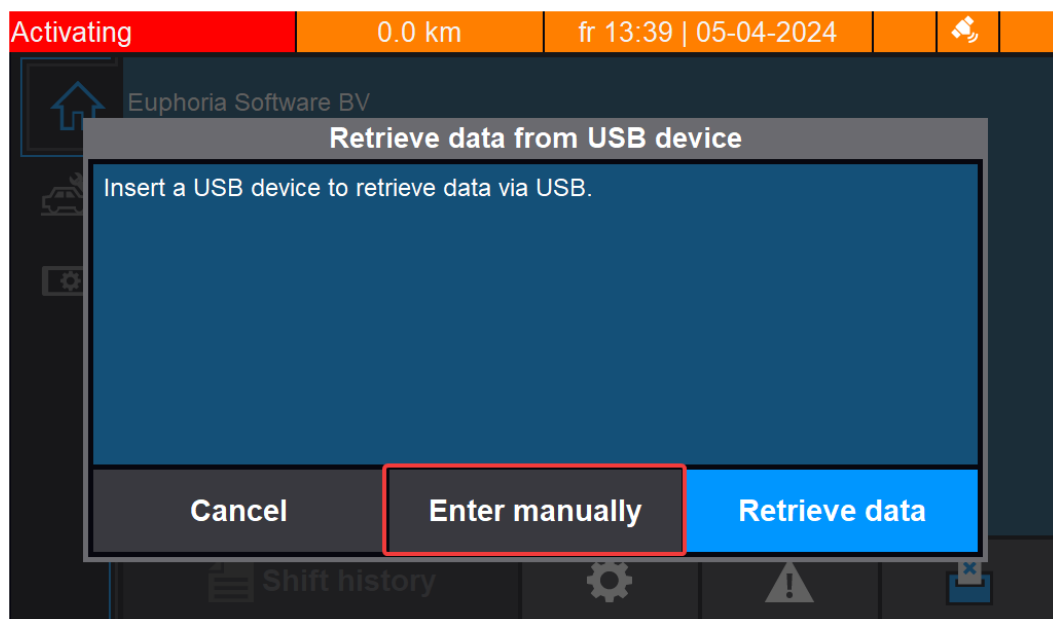 Activating
0.0 km
fr 13:39 | 05-04-2024
Euphoria Software BV
Retrieve data from USB device
Insert a USB device to retrieve data via USB.
Cancel
Enter manually
Retrieve data
Shift history